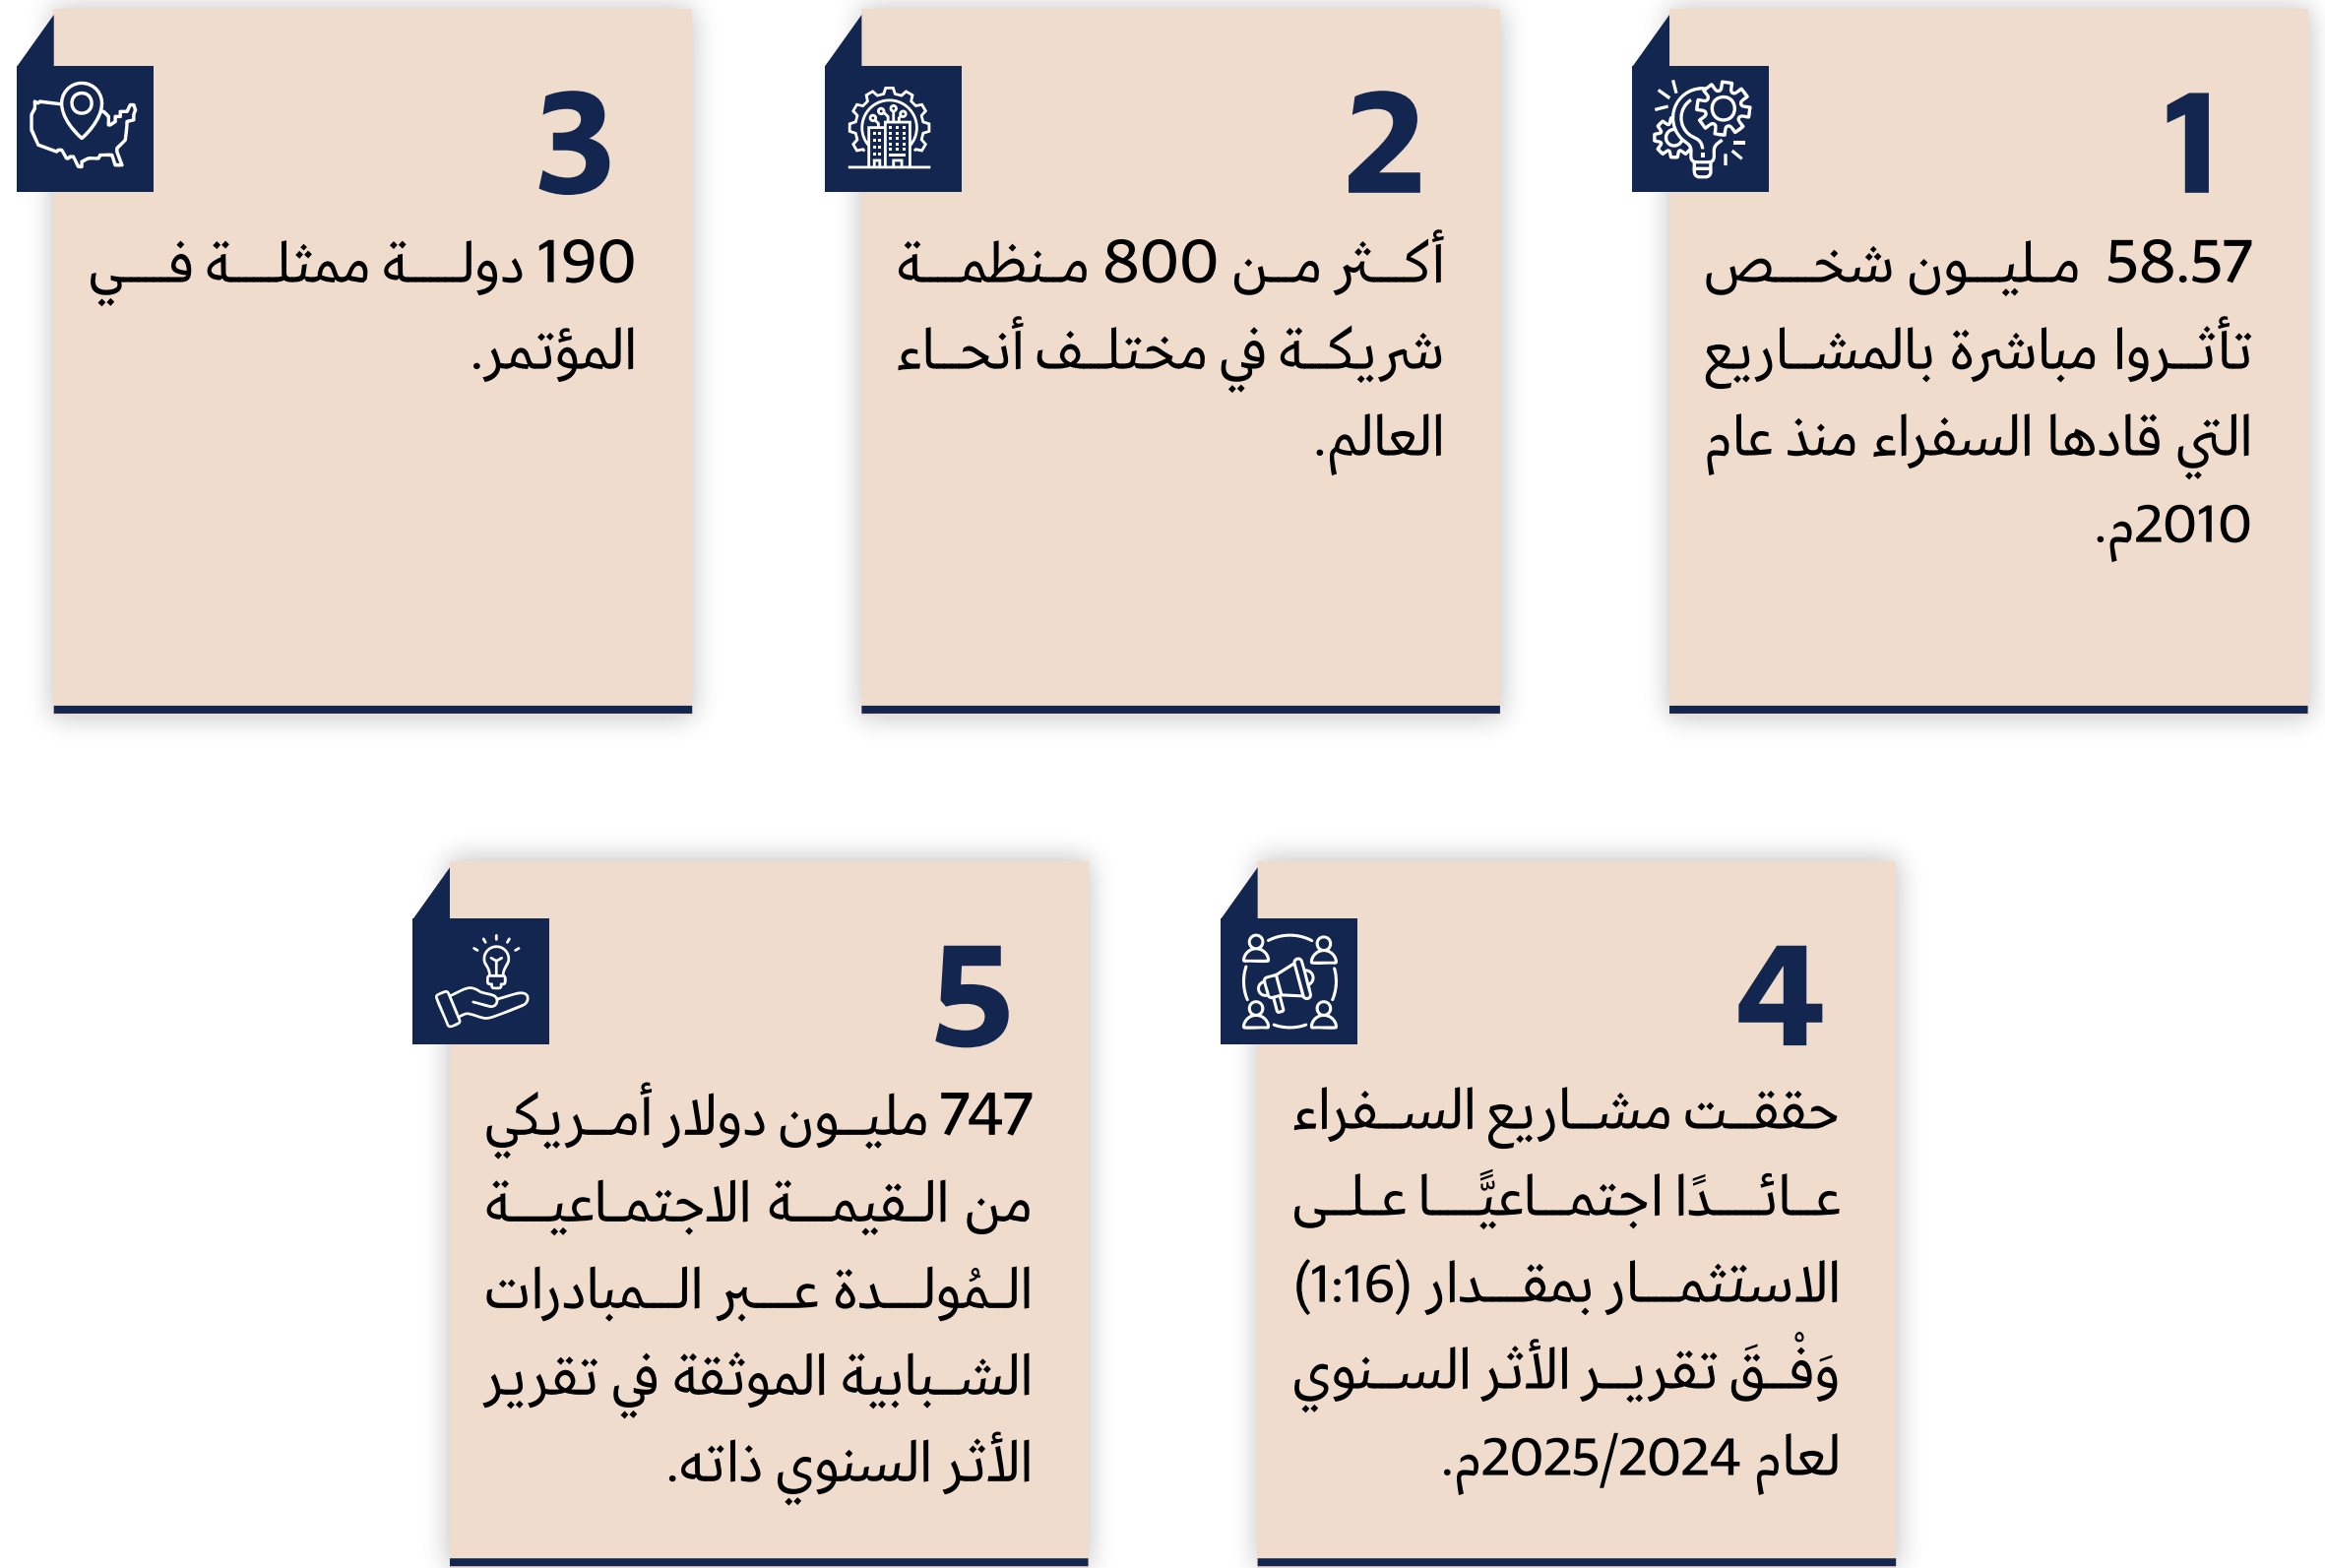 1
58.57 مليون شخص
تأثروا مباشرة بالمشاريع
التي قادها السفراء منذ عام
2010م.
2
أكثر من 800 منظمة
شريكة في مختلف أنحاء
العالم.
3
190 دولة ممثلة في
المؤتمر.
4
حققت مشاريع السفراء
عائدًا اجتماعيًّا على
الاستثمار بمقدار (1:16)
وَفْقَ تقرير الأثر السنوي
لعام 2025/2024م.
5
747 مليون دولار أمريكي
من القيمة الاجتماعية
المُولدة عبر المبادرات
الشبابية الموثقة في تقرير
الأثر السنوي ذاته.